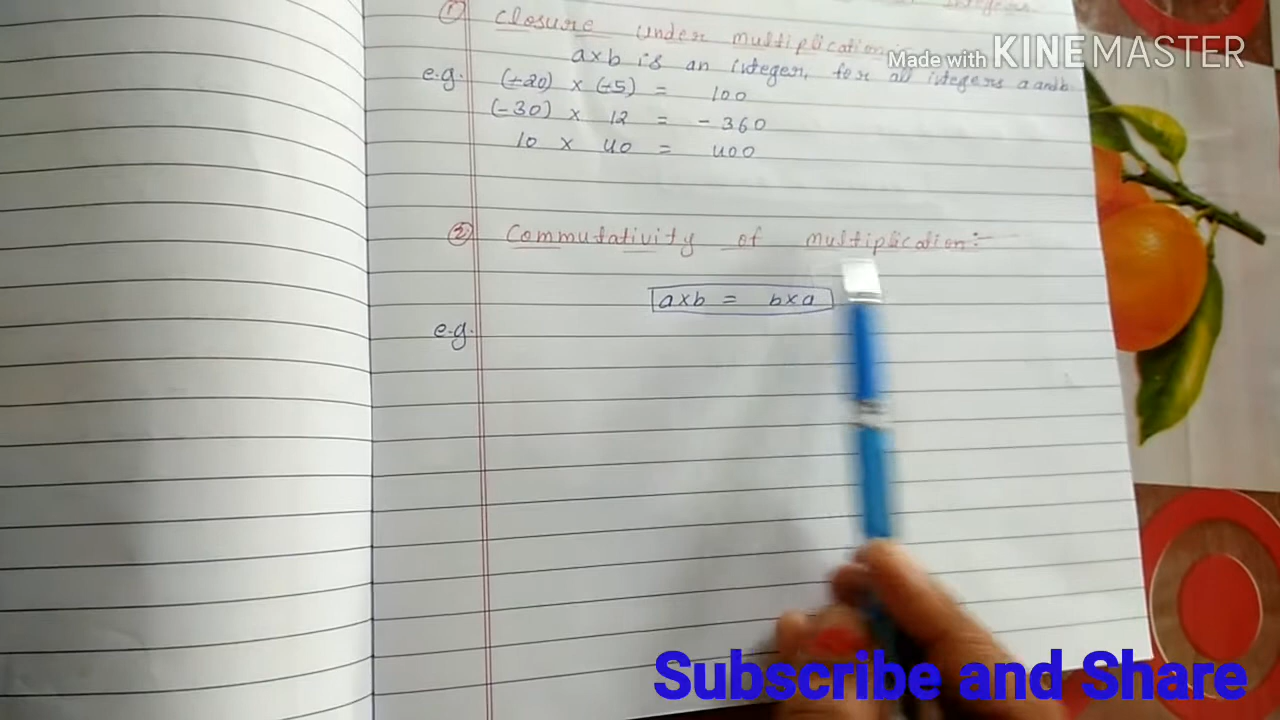 ① Closure under multiplication:-
Made with KINEMASTER
a×b is an integer, for all integers a and b.
e.g. (-20) × (-5) = 100
(-30) × 12 = -360
10 × 40 = 400
② Commutativity of multiplication:-
a×b = b×a
e.g.
Subscribe and Share